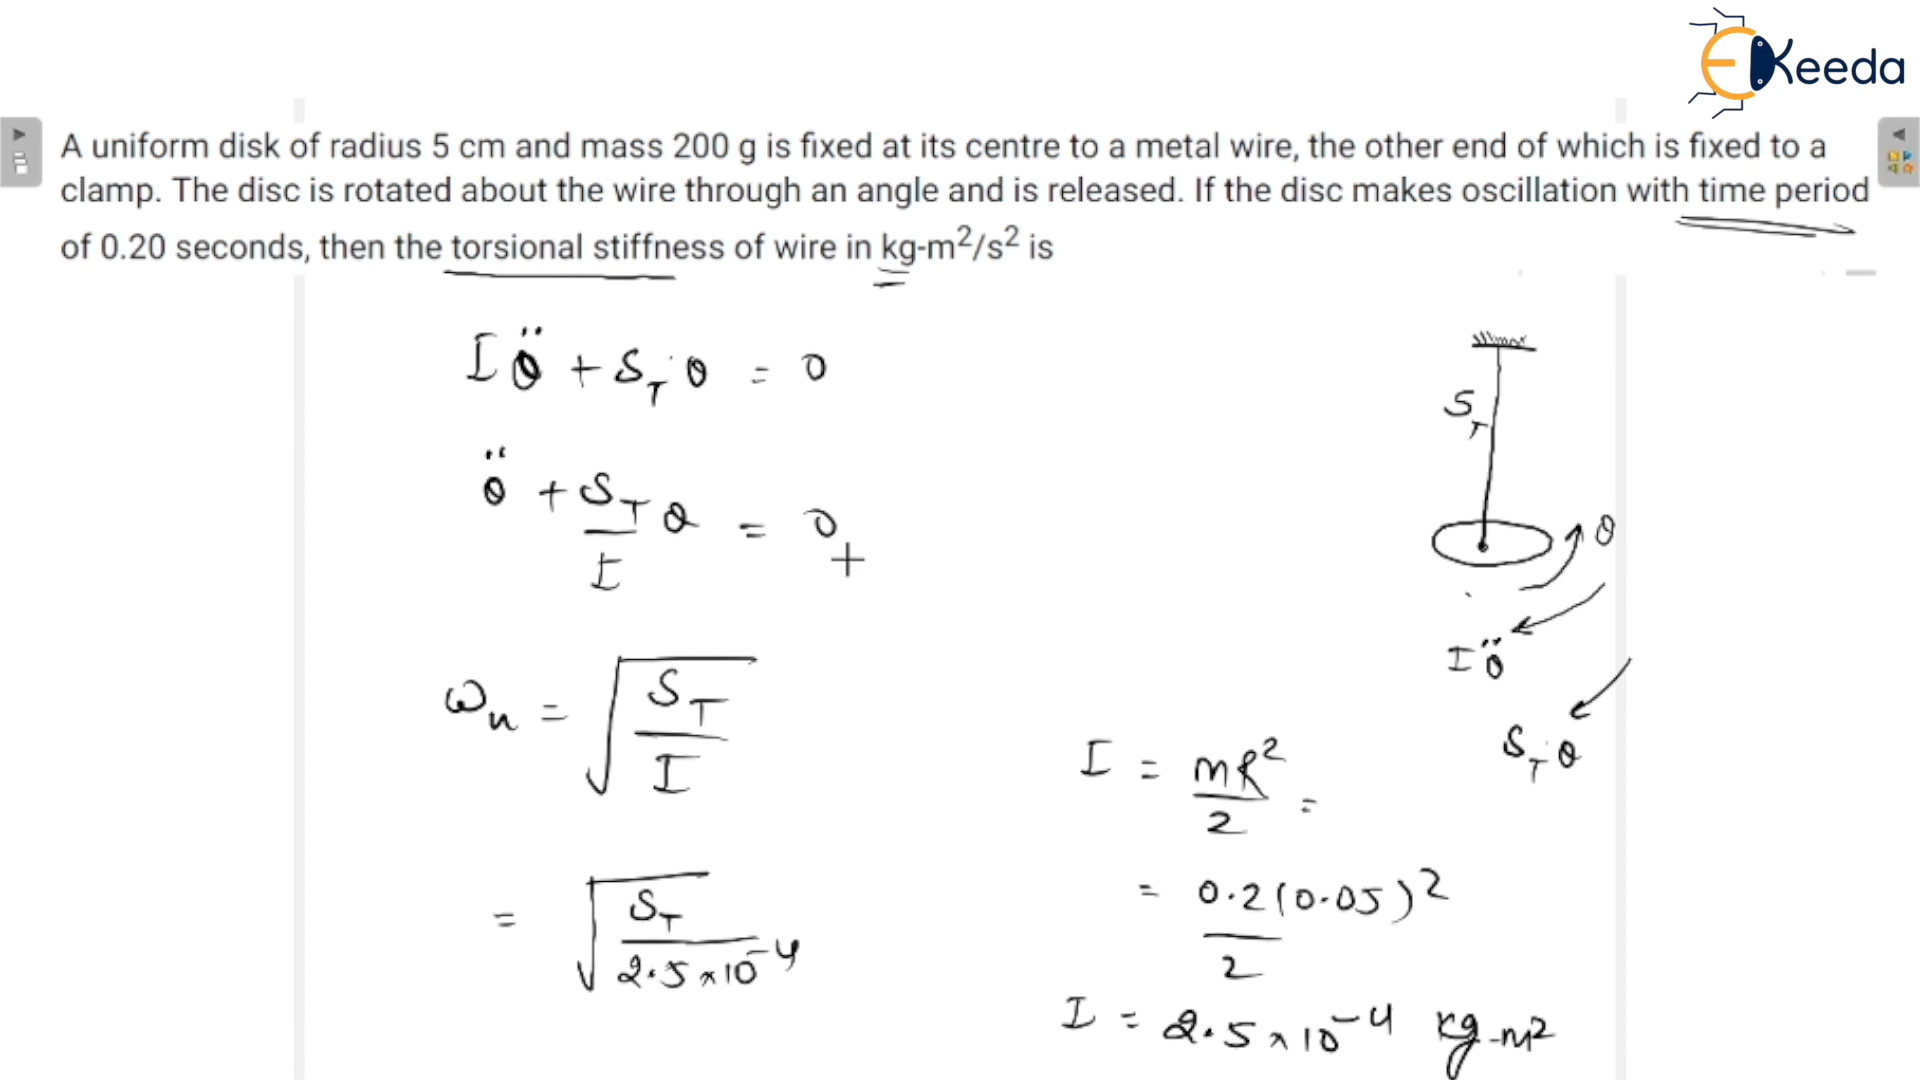 EKeeda
A uniform disk of radius 5 cm and mass 200 g is fixed at its centre to a metal wire, the other end of which is fixed to a
clamp. The disc is rotated about the wire through an angle and is released. If the disc makes oscillation with time period
of 0.20 seconds, then the torsional stiffness of wire in kg-m²/s² is
I θ̈ + S_T θ = 0
θ̈ + S_T/I θ = 0
ω_n = √(S_T/I)
= √(S_T/2.5×10⁻⁴)
S_T
θ
I θ̈
S_T θ
I = mR²/2 =
= 0.2(0.05)²/2
I = 2.5×10⁻⁴ kg-m²